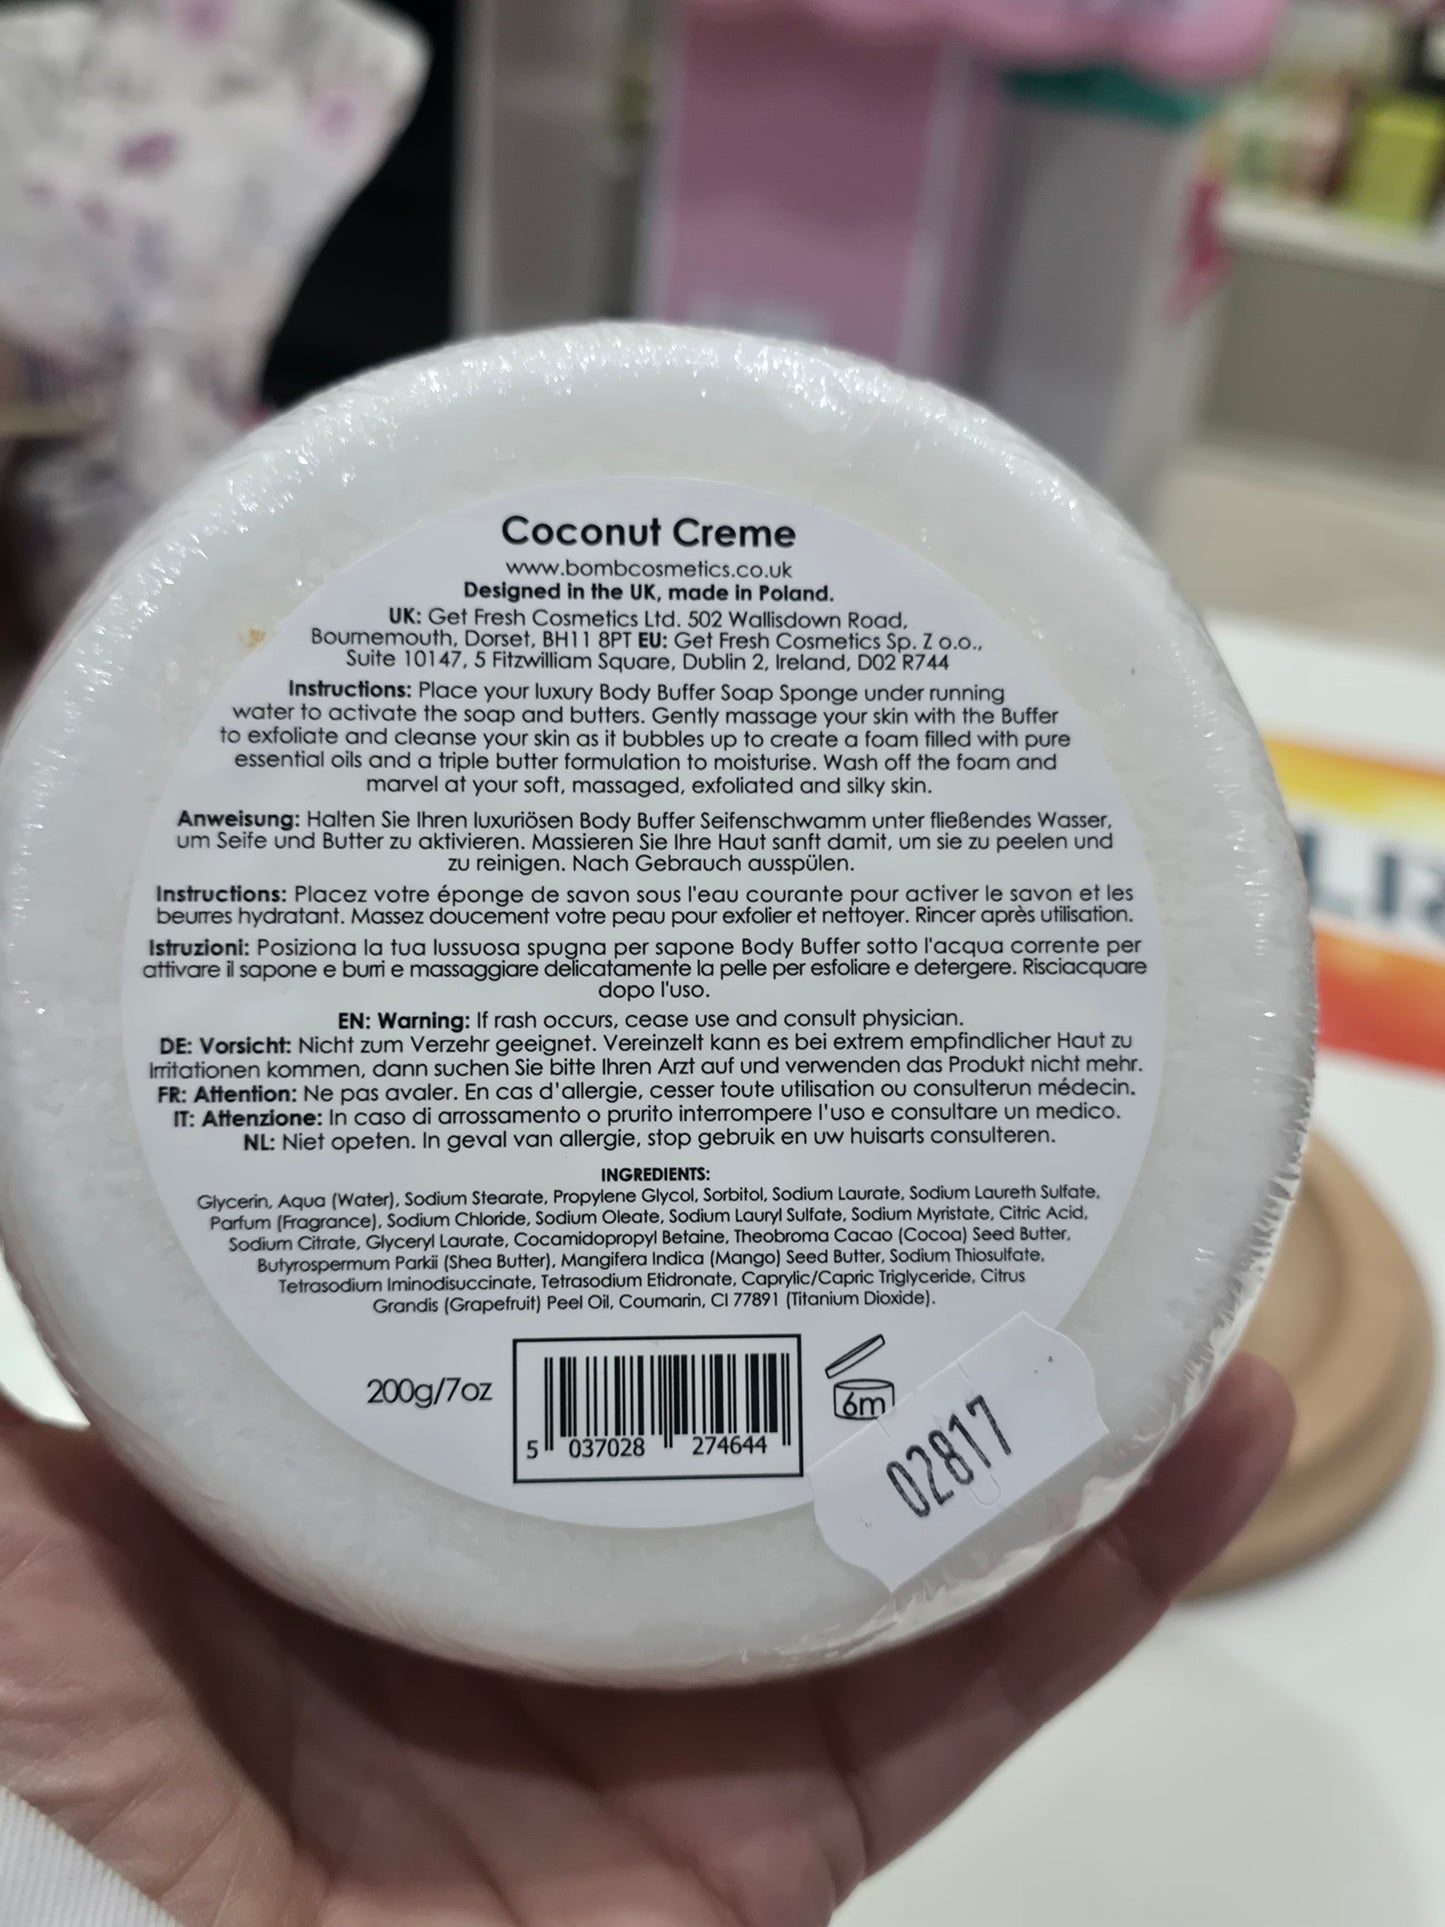 Coconut Creme
www.bombcosmetics.co.uk
Designed in the UK, made in Poland.
UK: Get Fresh Cosmetics Ltd. 502 Wallisdown Road,
Bournemouth, Dorset, BH11 8PT EU: Get Fresh Cosmetics Sp. Z o.o.,
Suite 10147, 5 Fitzwilliam Square, Dublin 2, Ireland, D02 R744
Instructions: Place your luxury Body Buffer Soap Sponge under running
water to activate the soap and butters. Gently massage your skin with the Buffer
to exfoliate and cleanse your skin as it bubbles up to create a foam filled with pure
essential oils and a triple butter formulation to moisturise. Wash off the foam and
marvel at your soft, massaged, exfoliated and silky skin.
Anweisung: Halten Sie Ihren luxuriösen Body Buffer Seifenschwamm unter fließendes Wasser,
um Seife und Butter zu aktivieren. Massieren Sie Ihre Haut sanft damit, um sie zu peelen und
zu reinigen. Nach Gebrauch ausspülen.
Instructions: Placez votre éponge de savon sous l'eau courante pour activer le savon et les
beurres hydratant. Massez doucement votre peau pour exfolier et nettoyer. Rincer après utilisation.
Istruzioni: Posiziona la tua lussuosa spugna per sapone Body Buffer sotto l'acqua corrente per
attivare il sapone e burri e massaggiare delicatamente la pelle per esfoliare e detergere. Risciacquare
dopo l'uso.
EN: Warning: If rash occurs, cease use and consult physician.
DE: Vorsicht: Nicht zum Verzehr geeignet. Vereinzelt kann es bei extrem empfindlicher Haut zu
Irritationen kommen, dann suchen Sie bitte Ihren Arzt auf und verwenden das Produkt nicht mehr.
FR: Attention: Ne pas avaler. En cas d'allergie, cesser toute utilisation ou consulterun médecin.
IT: Attenzione: In caso di arrossamento o prurito interrompere l'uso e consultare un medico.
NL: Niet opeten. In geval van allergie, stop gebruik en uw huisarts consulteren.
INGREDIENTS:
Glycerin, Aqua (Water), Sodium Stearate, Propylene Glycol, Sorbitol, Sodium Laurate, Sodium Laureth Sulfate,
Parfum (Fragrance), Sodium Chloride, Sodium Oleate, Sodium Lauryl Sulfate, Sodium Myristate, Citric Acid,
Sodium Citrate, Glyceryl Laurate, Cocamidopropyl Betaine, Theobroma Cacao (Cocoa) Seed Butter,
Butyrospermum Parkii (Shea Butter), Mangifera Indica (Mango) Seed Butter, Sodium Thiosulfate,
Tetrasodium Iminodisuccinate, Tetrasodium Etidronate, Caprylic/Capric Triglyceride, Citrus
Grandis (Grapefruit) Peel Oil, Coumarin, CI 77891 (Titanium Dioxide).
200g/7oz
5 037028 274644
6m
02817